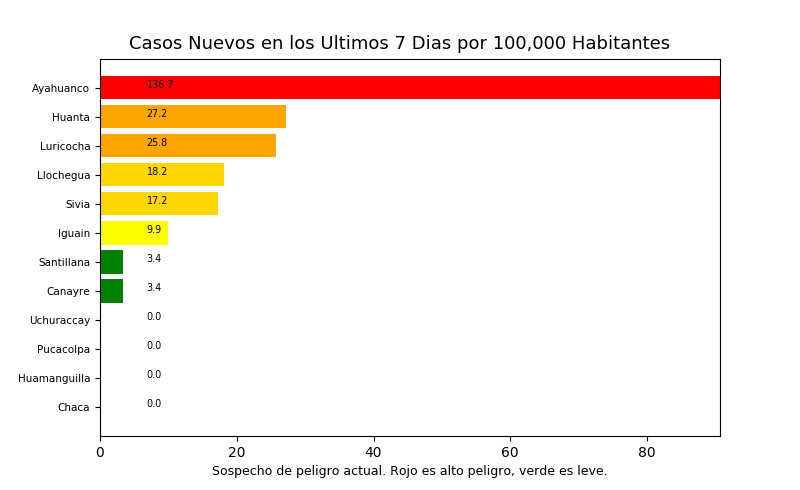 Casos Nuevos en los Ultimos 7 Dias por 100,000 Habitantes
Ayahuanco 136.7
Huanta 27.2
Luricocha 25.8
Llochegua 18.2
Sivia 17.2
Iguain 9.9
Santillana 3.4
Canayre 3.4
Uchuraccay 0.0
Pucacolpa 0.0
Huamanguilla 0.0
Chaca 0.0
0 20 40 60 80
Sospecho de peligro actual. Rojo es alto peligro, verde es leve.